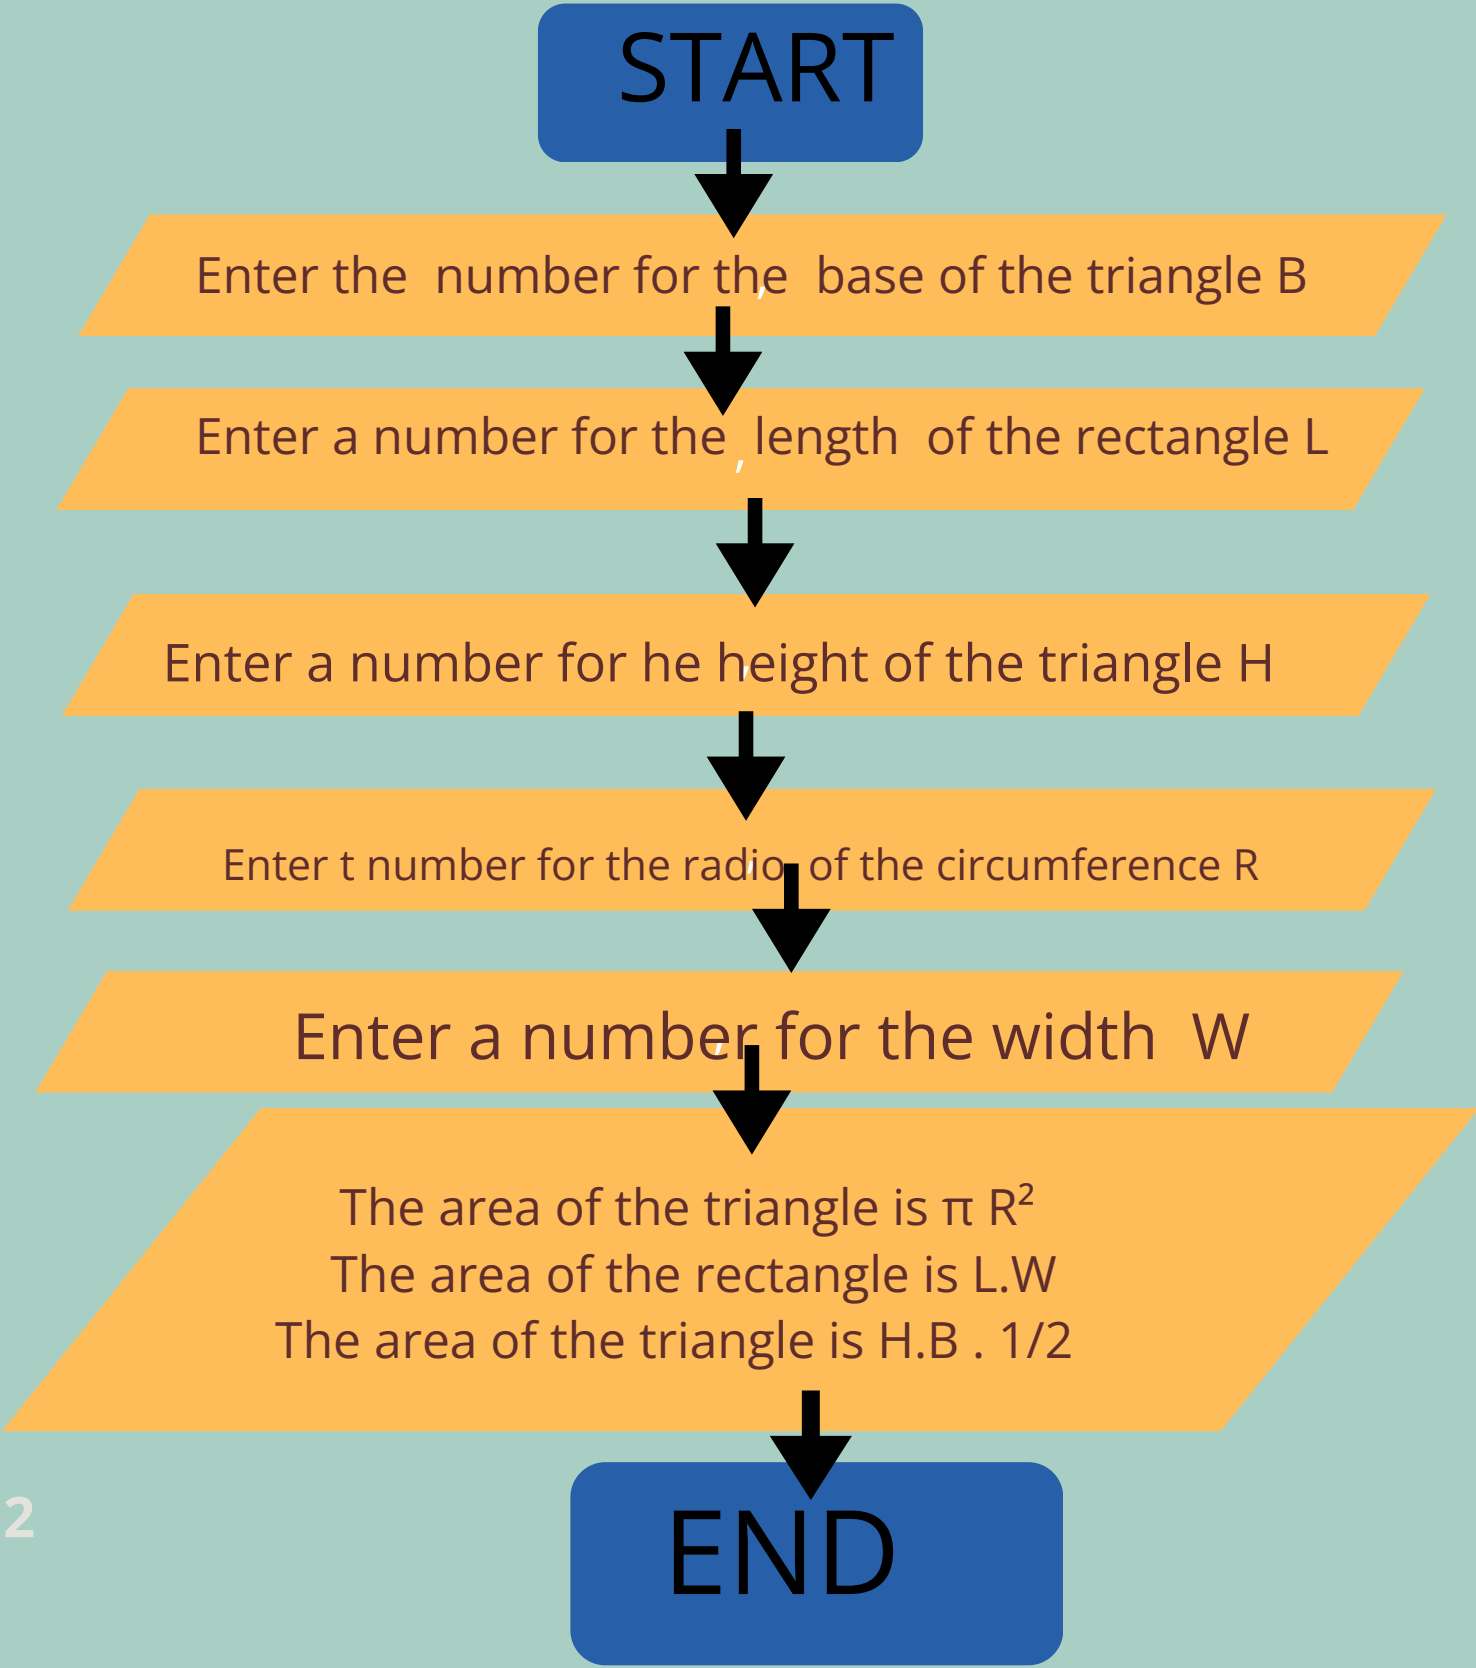 START
Enter the number for the base of the triangle B
,
Enter a number for the length of the rectangle L
,
Enter a number for he height of the triangle H
,
Enter t number for the radio of the circumference R
,
Enter a number for the width W
,
The area of the triangle is π R²
The area of the rectangle is L.W
The area of the triangle is H.B . 1/2
END
2